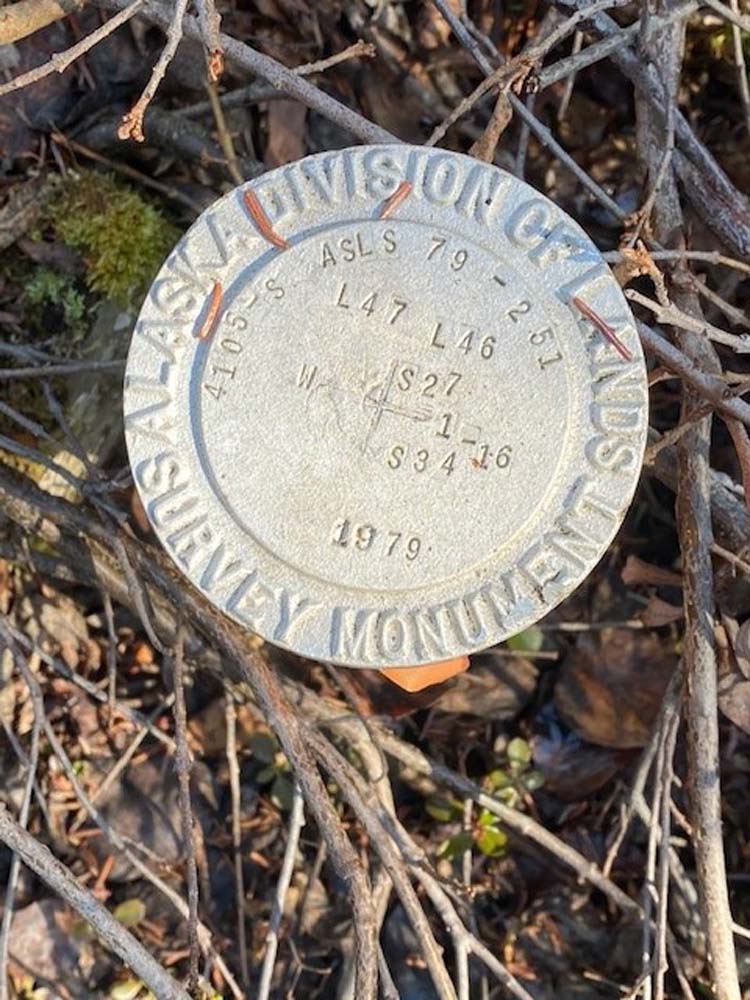 ALASKA DIVISION OF LANDS
SURVEY MONUMENT
4105-S ASLS 79-251
L47 L46
W S27
1-16
S34
1979